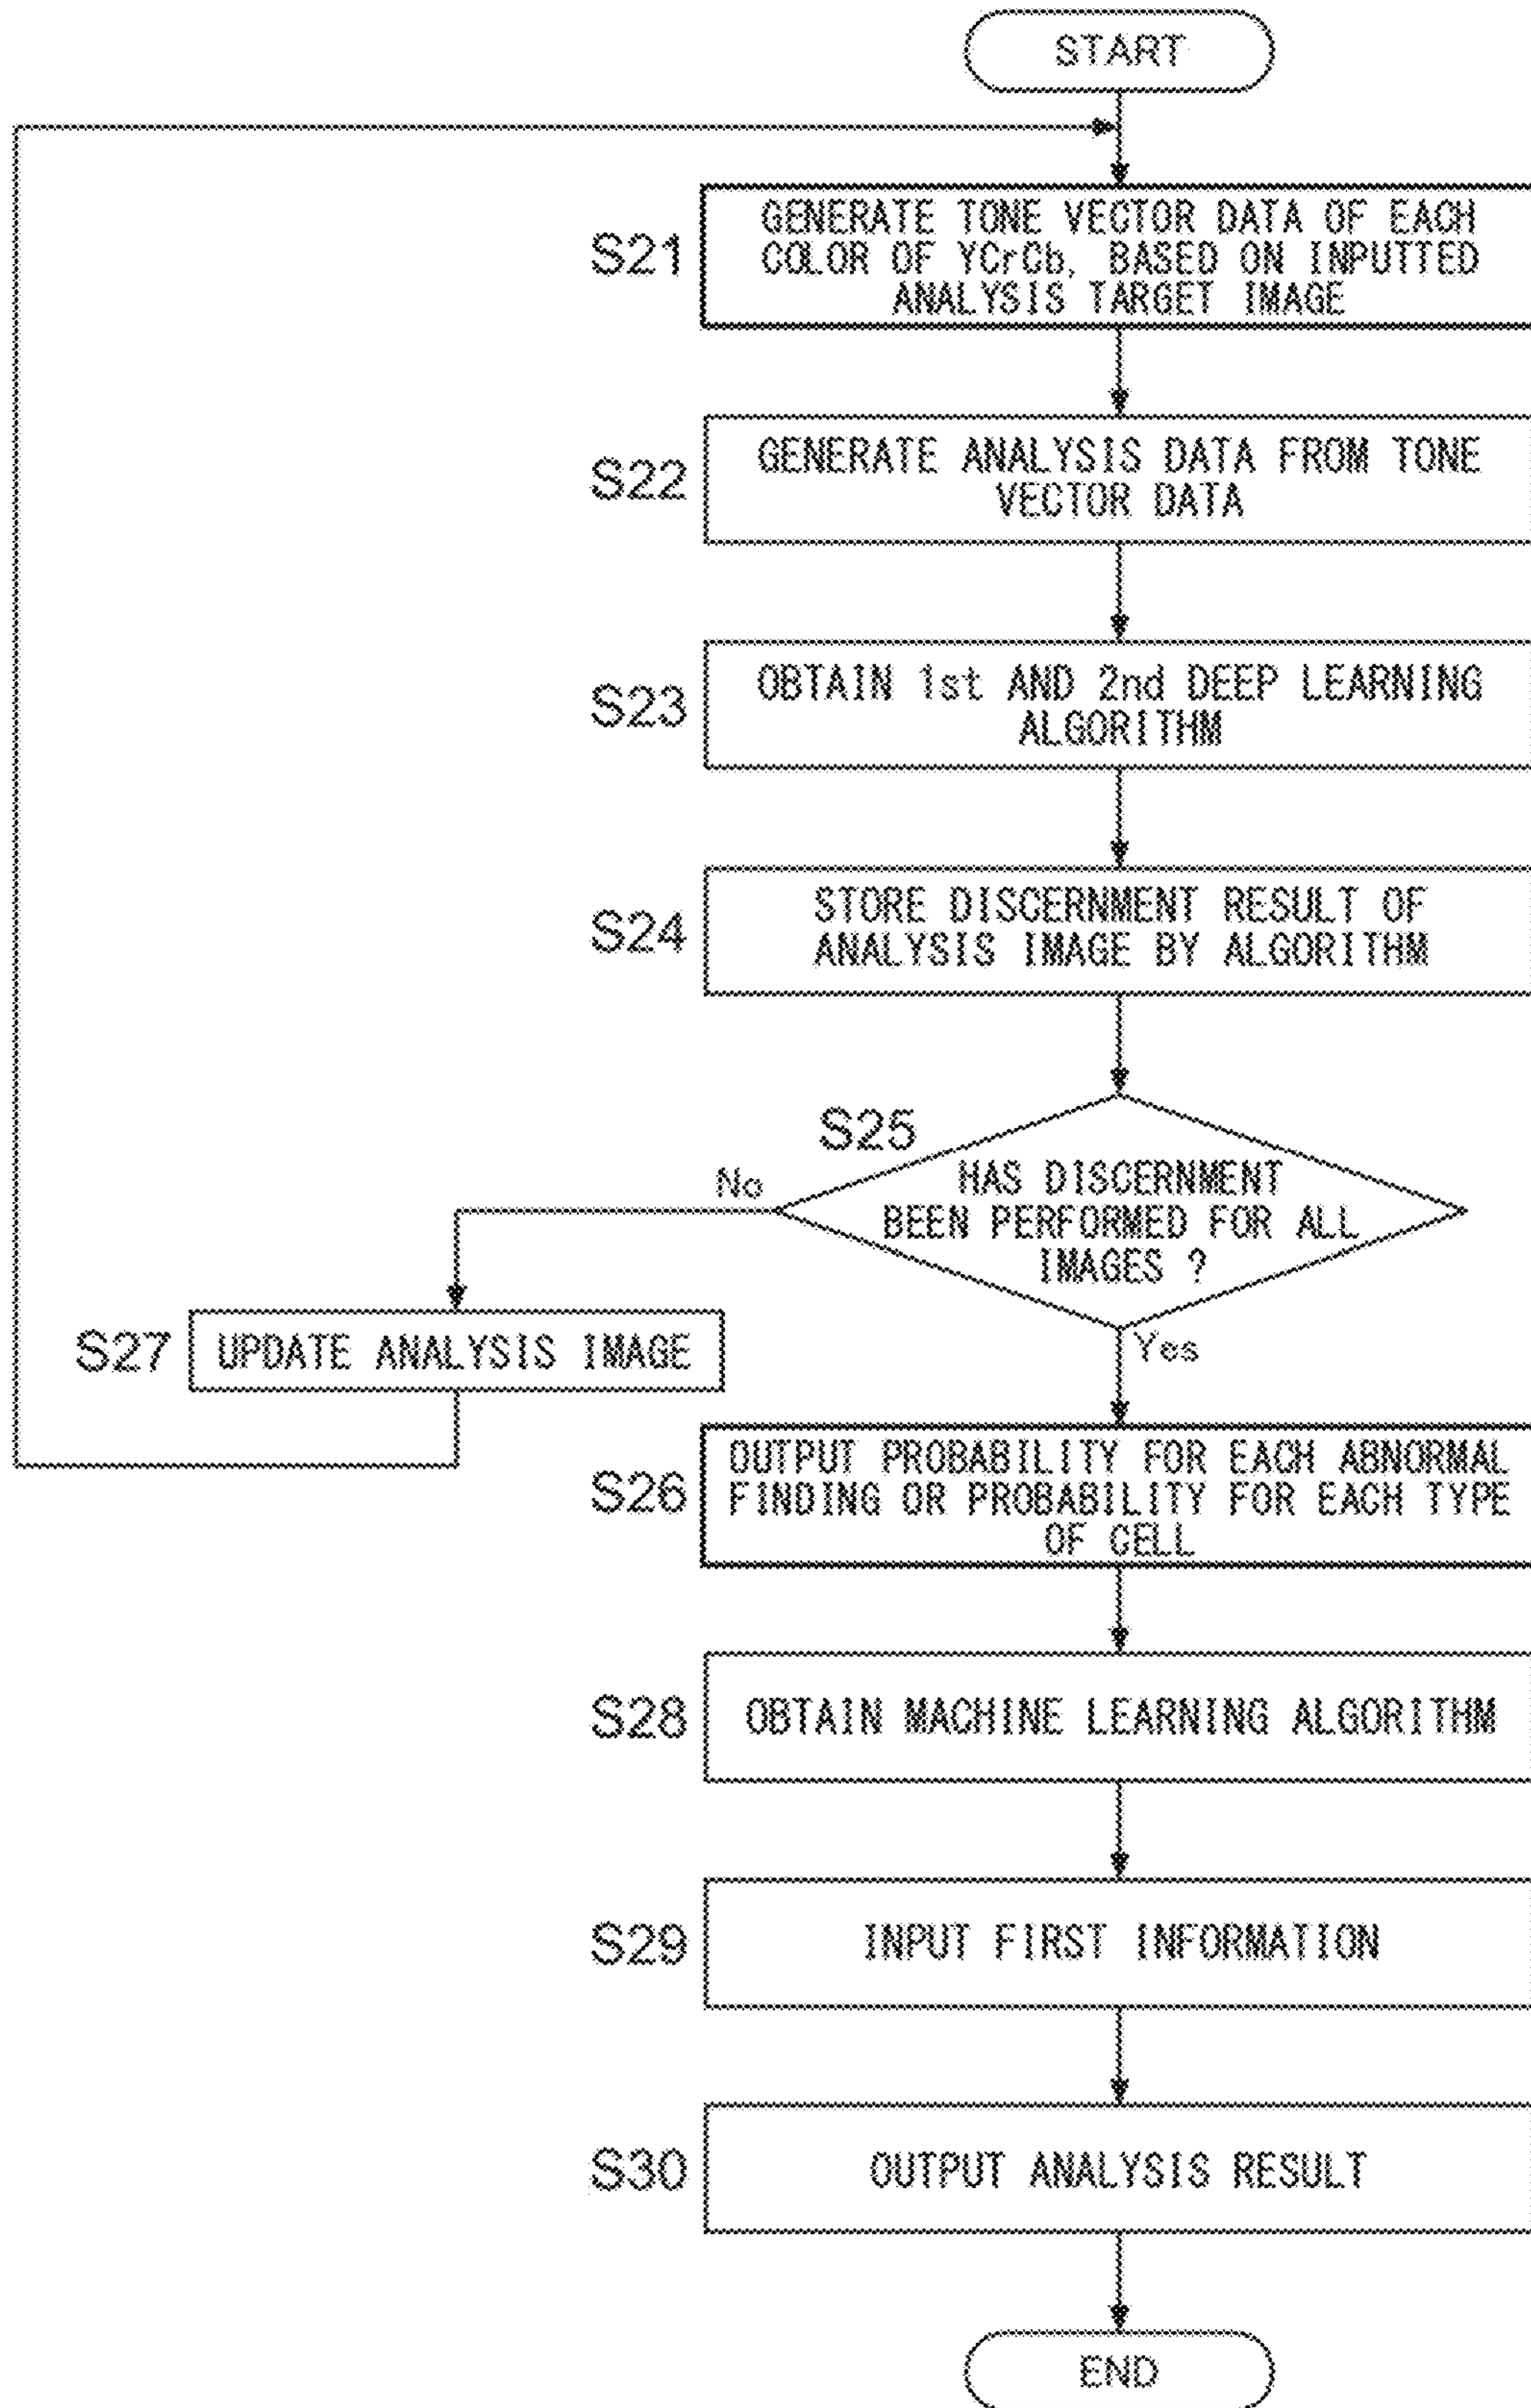 START
S21
GENERATE TONE VECTOR DATA OF EACH
COLOR OF YCrCb, BASED ON INPUTTED
ANALYSIS TARGET IMAGE
S22
GENERATE ANALYSIS DATA FROM TONE
VECTOR DATA
S23
OBTAIN 1st AND 2nd DEEP LEARNING
ALGORITHM
S24
STORE DISCERNMENT RESULT OF
ANALYSIS IMAGE BY ALGORITHM
S25
HAS DISCERNMENT
BEEN PERFORMED FOR ALL
IMAGES ?
No
S27
UPDATE ANALYSIS IMAGE
Yes
S26
OUTPUT PROBABILITY FOR EACH ABNORMAL
FINDING OR PROBABILITY FOR EACH TYPE
OF CELL
S28
OBTAIN MACHINE LEARNING ALGORITHM
S29
INPUT FIRST INFORMATION
S30
OUTPUT ANALYSIS RESULT
END